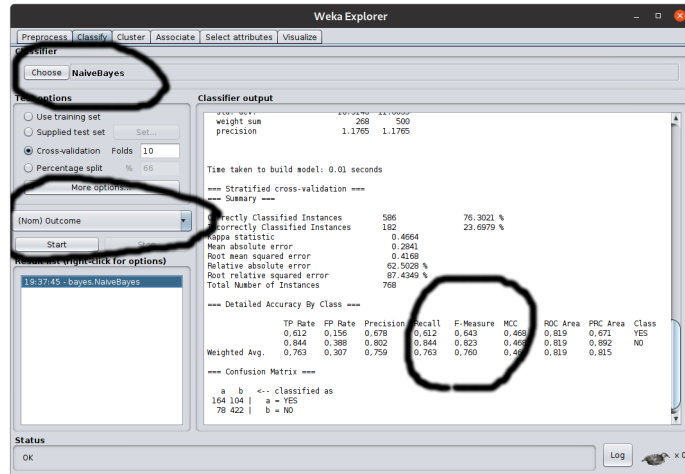 Weka Explorer
Preprocess Classify Cluster Associate Select attributes Visualize
Classifier
Choose NaiveBayes
Test options
Use training set
Supplied test set Set...
Cross-validation Folds 10
Percentage split % 66
More options...
(Nom) Outcome
Start
Result list (right-click for options)
19:37:45 - bayes.NaiveBayes
Classifier output
weight sum 268 500
precision 1.1765 1.1765
Time taken to build model: 0.01 seconds
=== Stratified cross-validation ===
=== Summary ===
Correctly Classified Instances 586 76.3021 %
Incorrectly Classified Instances 182 23.6979 %
Kappa statistic 0.4664
Mean absolute error 0.2841
Root mean squared error 0.4168
Relative absolute error 62.5028 %
Root relative squared error 87.4349 %
Total Number of Instances 768
=== Detailed Accuracy By Class ===
TP Rate FP Rate Precision Recall F-Measure MCC ROC Area PRC Area Class
0,612 0,156 0,678 0,612 0,643 0,468 0,819 0,671 YES
0,844 0,388 0,802 0,844 0,823 0,468 0,819 0,892 NO
Weighted Avg. 0,763 0,307 0,759 0,763 0,760 0,819 0,815
=== Confusion Matrix ===
a b <-- classified as
164 104 | a = YES
78 422 | b = NO
Status
OK
Log
x 0